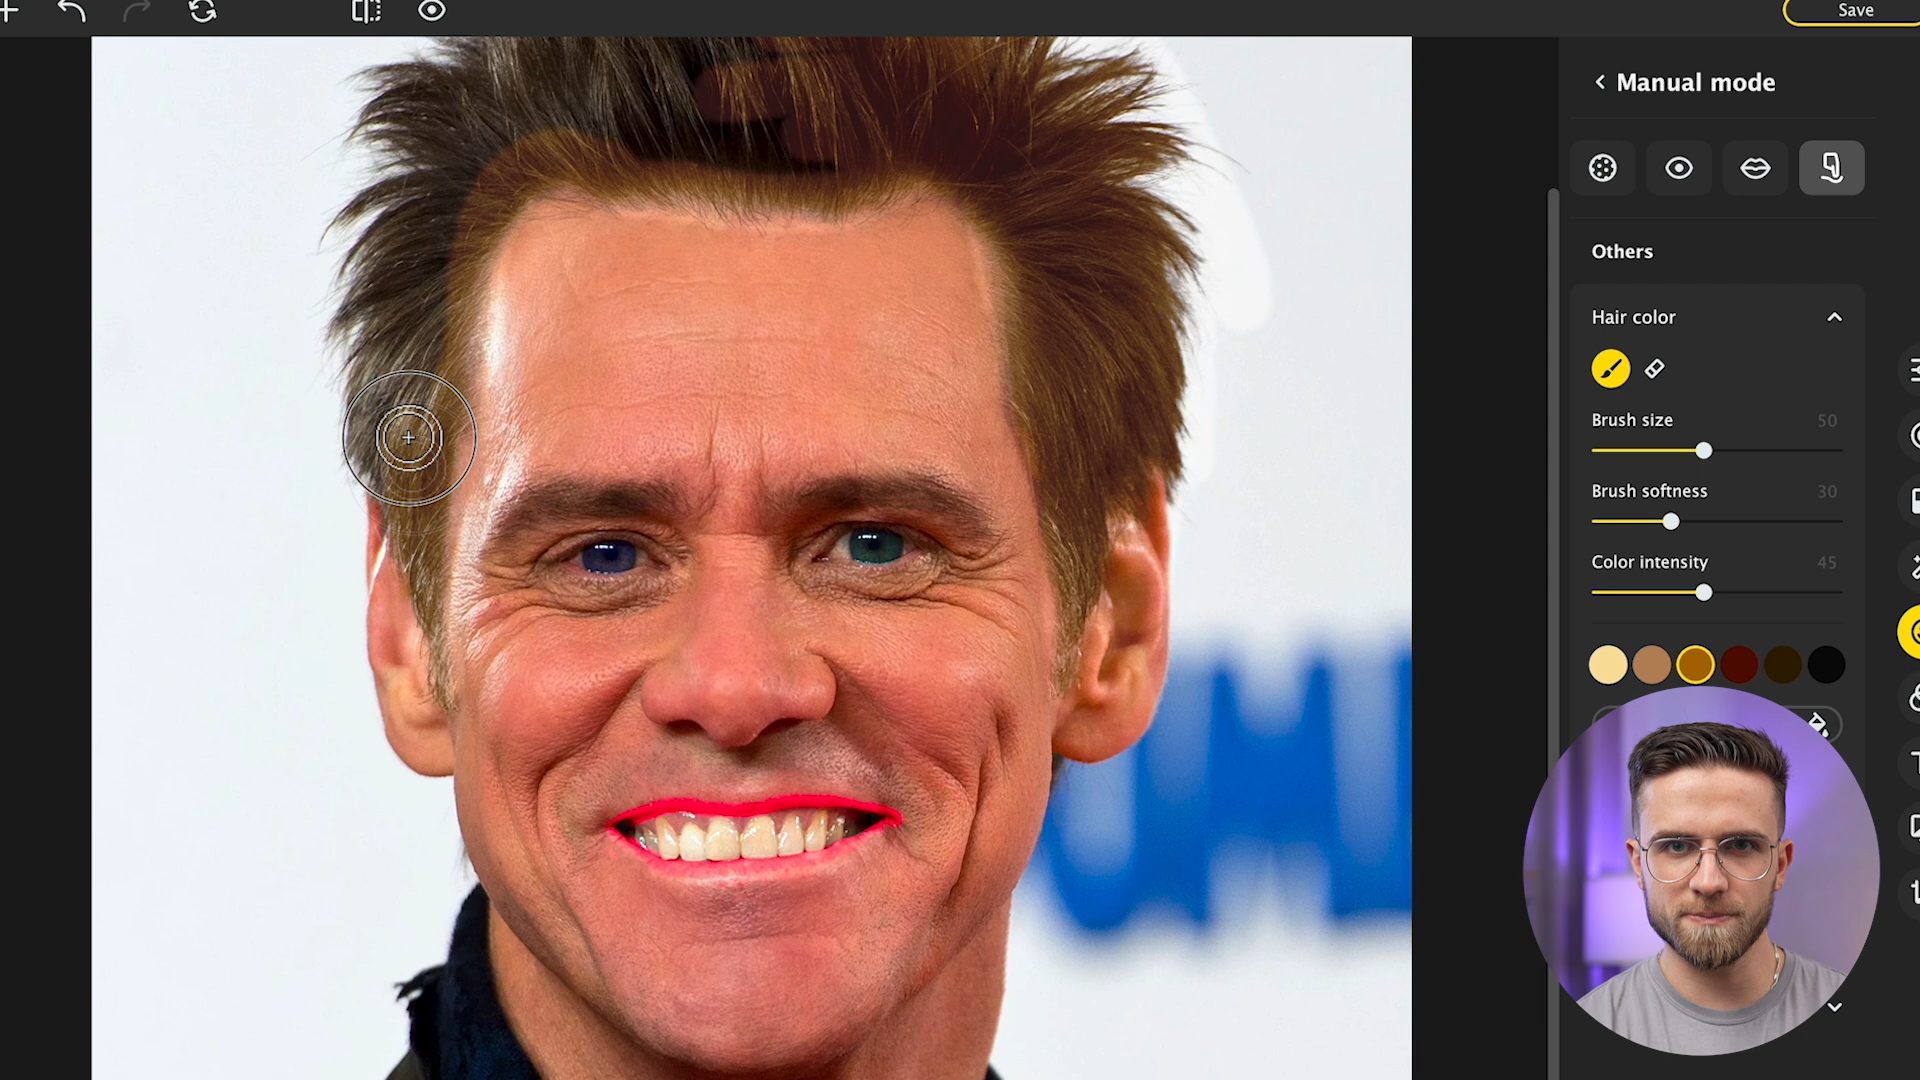 Save
Manual mode
Others
Hair color
Brush size 50
Brush softness 30
Color intensity 45